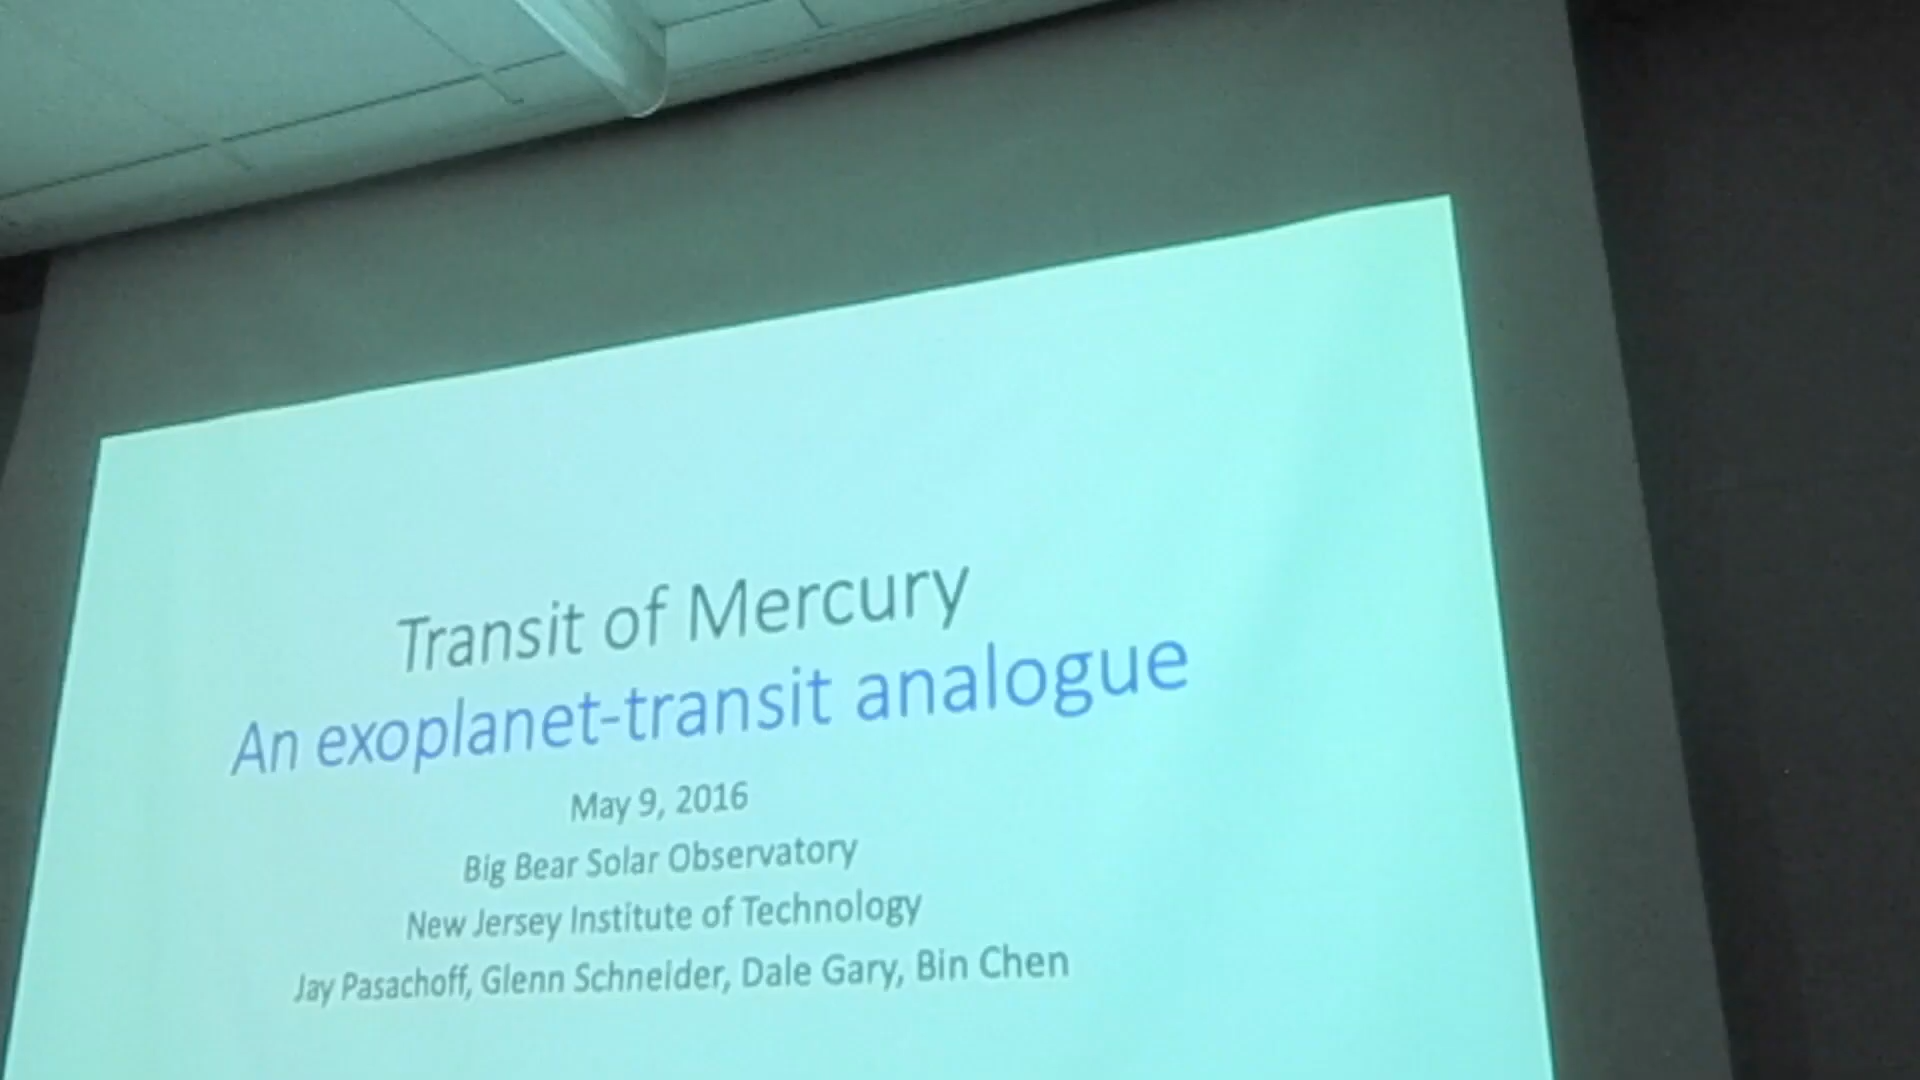 Transit of Mercury
An exoplanet-transit analogue
May 9, 2016
Big Bear Solar Observatory
New Jersey Institute of Technology
Jay Pasachoff, Glenn Schneider, Dale Gary, Bin Chen